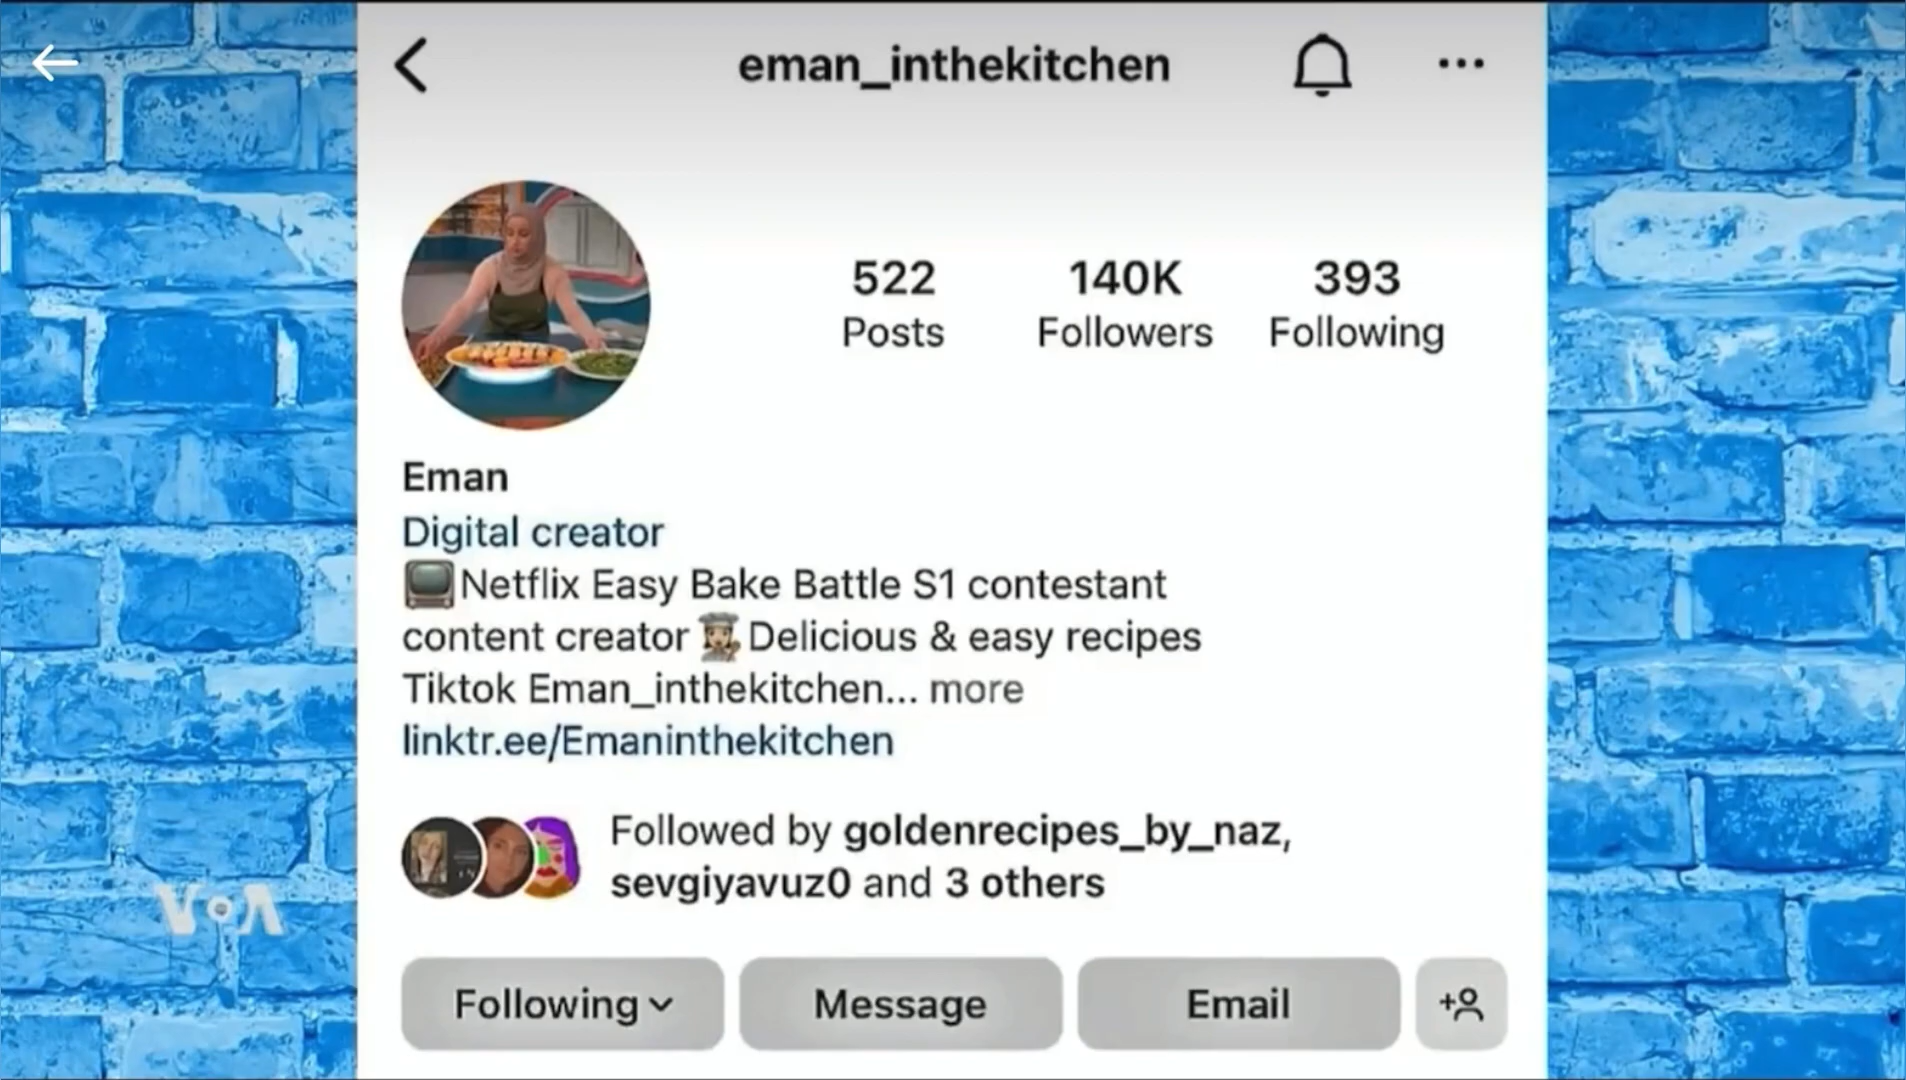 eman_inthekitchen
522
Posts
140K
Followers
393
Following
Eman
Digital creator
Netflix Easy Bake Battle S1 contestant
content creator Delicious & easy recipes
Tiktok Eman_inthekitchen... more
linktr.ee/Emaninthekitchen
Followed by goldenrecipes_by_naz,
sevgiyavuz0 and 3 others
VOA
Following
Message
Email